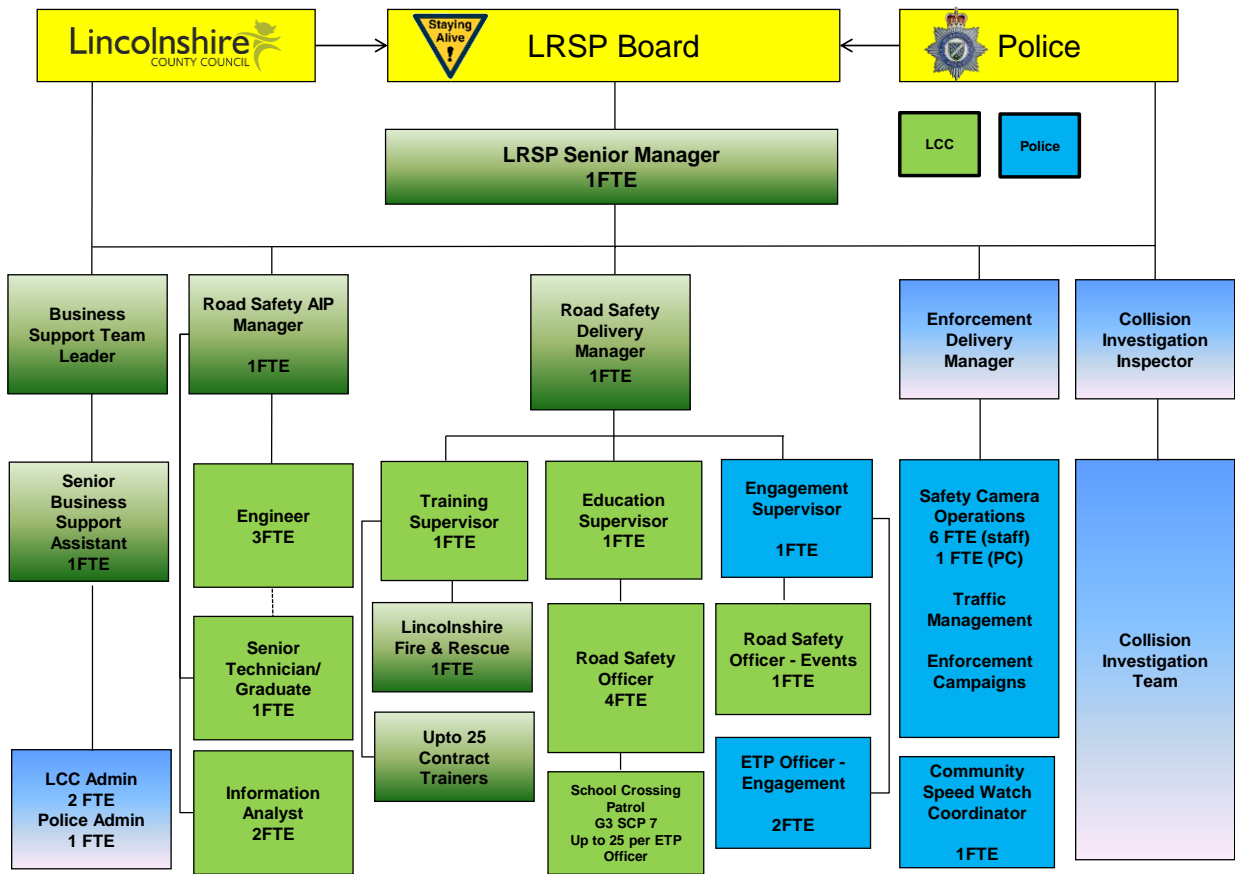 Lincolnshire
COUNTY COUNCIL
Staying
Alive
!
LRSP Board
Police
LCC
Police
LRSP Senior Manager
1FTE
Business
Support Team
Leader
Road Safety AIP
Manager
1FTE
Road Safety
Delivery
Manager
1FTE
Enforcement
Delivery
Manager
Collision
Investigation
Inspector
Senior
Business
Support
Assistant
1FTE
Engineer
3FTE
Training
Supervisor
1FTE
Education
Supervisor
1FTE
Engagement
Supervisor
1FTE
Safety Camera
Operations
6 FTE (staff)
1 FTE (PC)
Traffic
Management
Enforcement
Campaigns
Collision
Investigation
Team
Senior
Technician/
Graduate
1FTE
Lincolnshire
Fire & Rescue
1FTE
Road Safety
Officer
4FTE
Road Safety
Officer - Events
1FTE
LCC Admin
2 FTE
Police Admin
1 FTE
Information
Analyst
2FTE
Upto 25
Contract
Trainers
School Crossing
Patrol
G3 SCP 7
Up to 25 per ETP
Officer
ETP Officer -
Engagement
2FTE
Community
Speed Watch
Coordinator
1FTE